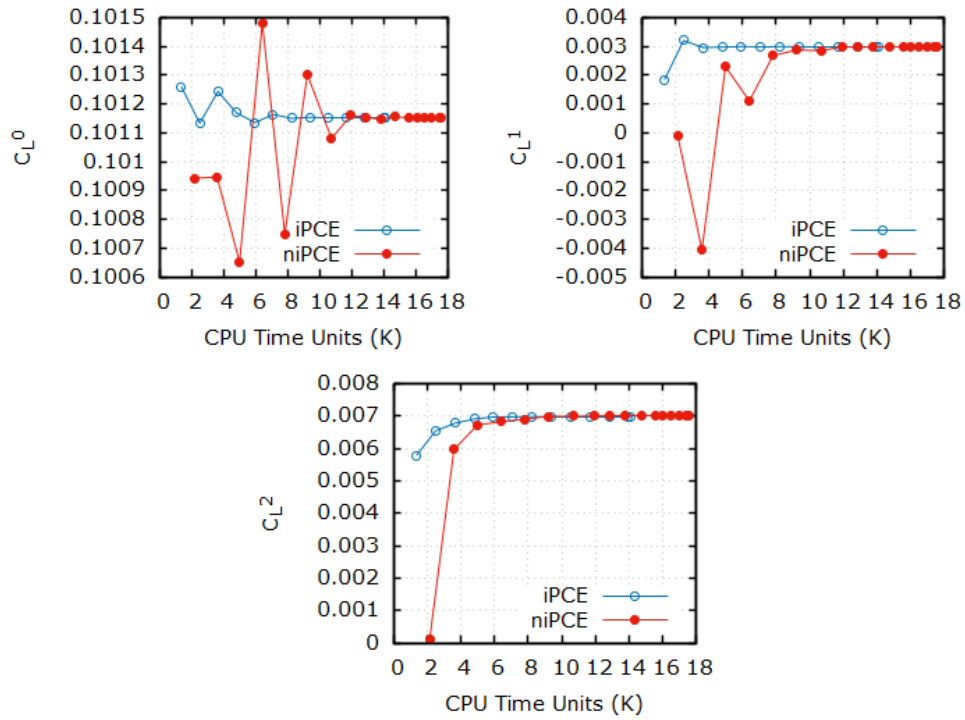 0.1015
0.1014
0.1013
0.1012
0.1011
0.101
0.1009
0.1008
0.1007
0.1006
C_L^0
iPCE
niPCE
0 2 4 6 8 10 12 14 16 18
CPU Time Units (K)
0.004
0.003
0.002
0.001
0
-0.001
-0.002
-0.003
-0.004
-0.005
C_L^1
iPCE
niPCE
0 2 4 6 8 10 12 14 16 18
CPU Time Units (K)
0.008
0.007
0.006
0.005
0.004
0.003
0.002
0.001
0
C_L^2
iPCE
niPCE
0 2 4 6 8 10 12 14 16 18
CPU Time Units (K)